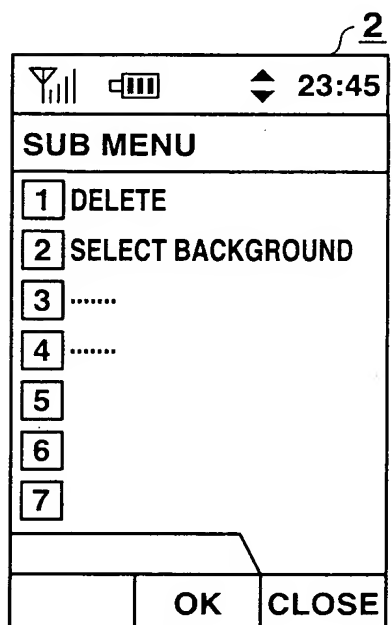 2
23:45
SUB MENU
1 DELETE
2 SELECT BACKGROUND
3 .......
4 .......
5
6
7
OK CLOSE